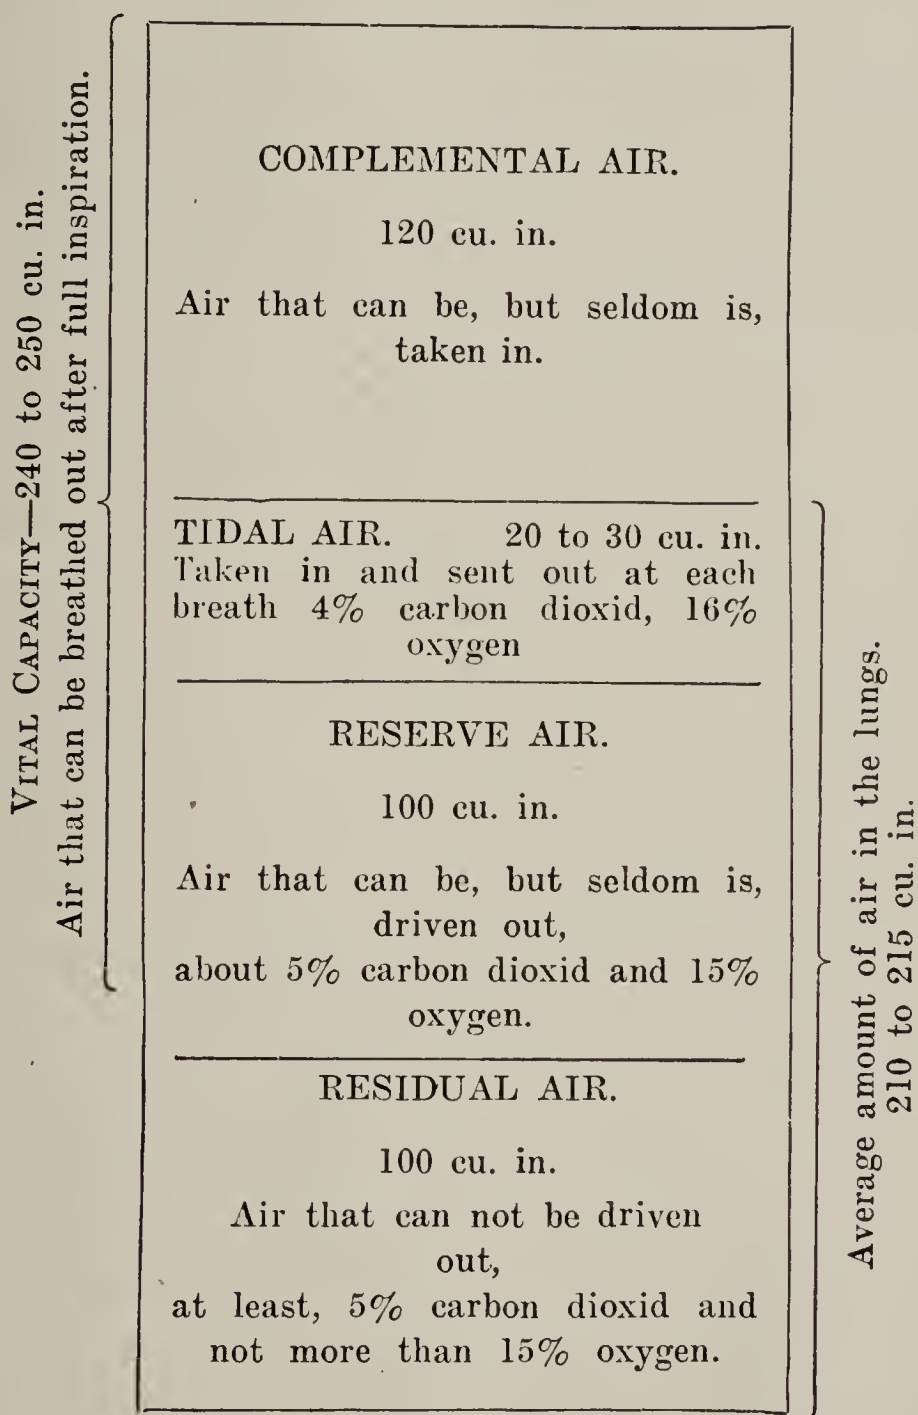 VITAL CAPACITY—240 to 250 cu. in.
Air that can be breathed out after full inspiration.
COMPLEMENTAL AIR.
120 cu. in.
Air that can be, but seldom is,
taken in.
TIDAL AIR. 20 to 30 cu. in.
Taken in and sent out at each
breath 4% carbon dioxid, 16%
oxygen
RESERVE AIR.
100 cu. in.
Air that can be, but seldom is,
driven out,
about 5% carbon dioxid and 15%
oxygen.
RESIDUAL AIR.
100 cu. in.
Air that can not be driven
out,
at least, 5% carbon dioxid and
not more than 15% oxygen.
Average amount of air in the lungs.
210 to 215 cu. in.